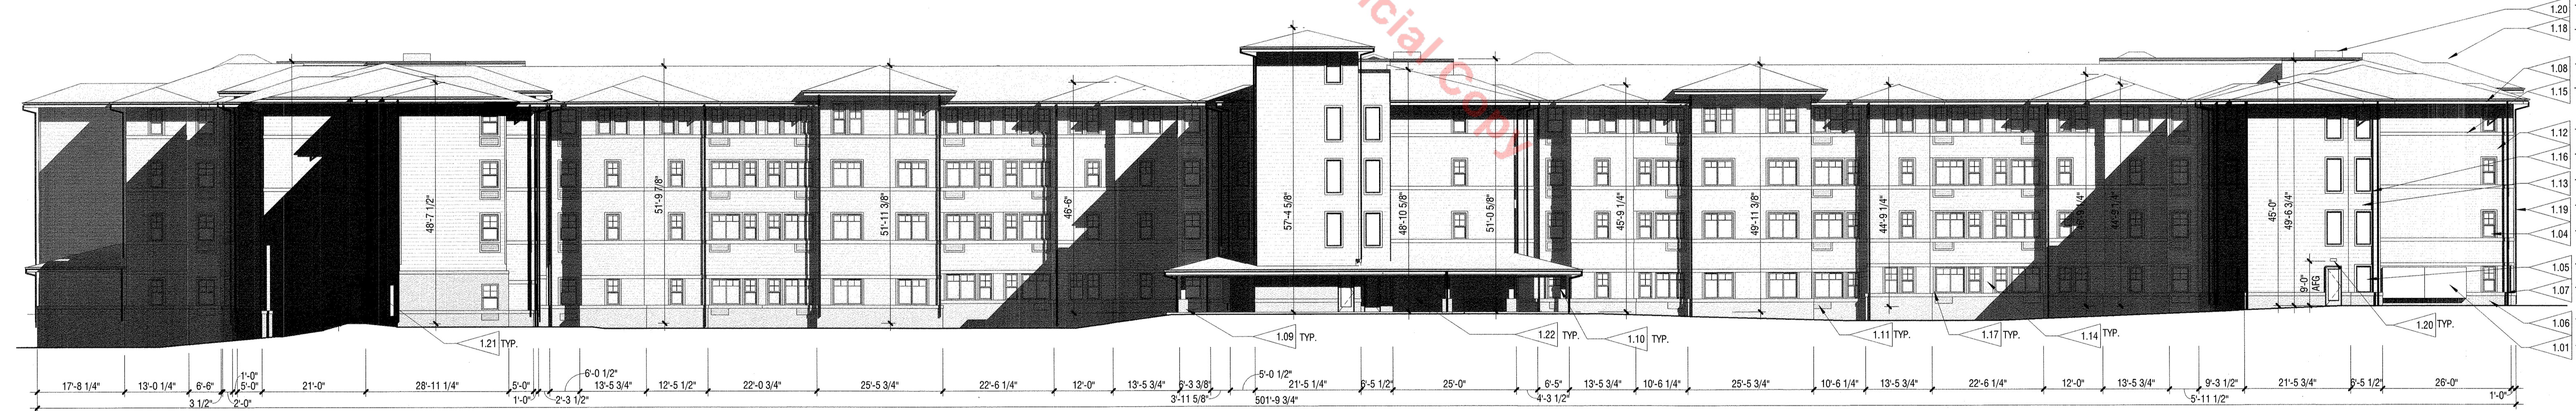 icial Copy
1.20
1.18
1.08
1.15
1.12
1.16
1.13
1.19
1.04
1.05
1.07
1.06
1.01
48'-7 1/2"
51'-9 7/8"
51'-11 3/8"
46'-6"
57'-4 5/8"
48'-10 5/8"
51'-0 5/8"
45'-9 1/4"
49'-11 3/8"
44'-9 1/4"
44'-9 1/4"
45'-0"
49'-6 3/4"
9'-0"
AFG
1.21 TYP.
1.09 TYP.
1.22 TYP.
1.10 TYP.
1.11 TYP.
1.17 TYP.
1.14 TYP.
1.20 TYP.
17'-8 1/4" 13'-0 1/4" 6'-6" 1'-0" 5'-0" 21'-0" 28'-11 1/4" 5'-0" 6'-0 1/2" 13'-5 3/4" 12'-5 1/2" 22'-0 3/4" 25'-5 3/4" 22'-6 1/4" 12'-0" 13'-5 3/4" 6'-3 3/8" 5'-0 1/2" 21'-5 1/4" 6'-5 1/2" 25'-0" 6'-5" 13'-5 3/4" 10'-6 1/4" 25'-5 3/4" 10'-6 1/4" 13'-5 3/4" 22'-6 1/4" 12'-0" 13'-5 3/4" 9'-3 1/2" 21'-5 3/4" 6'-5 1/2" 26'-0"
3 1/2" 2'-0" 1'-0" 2'-3 1/2" 3'-11 5/8" 501'-9 3/4" 4'-3 1/2" 5'-11 1/2" 1'-0"